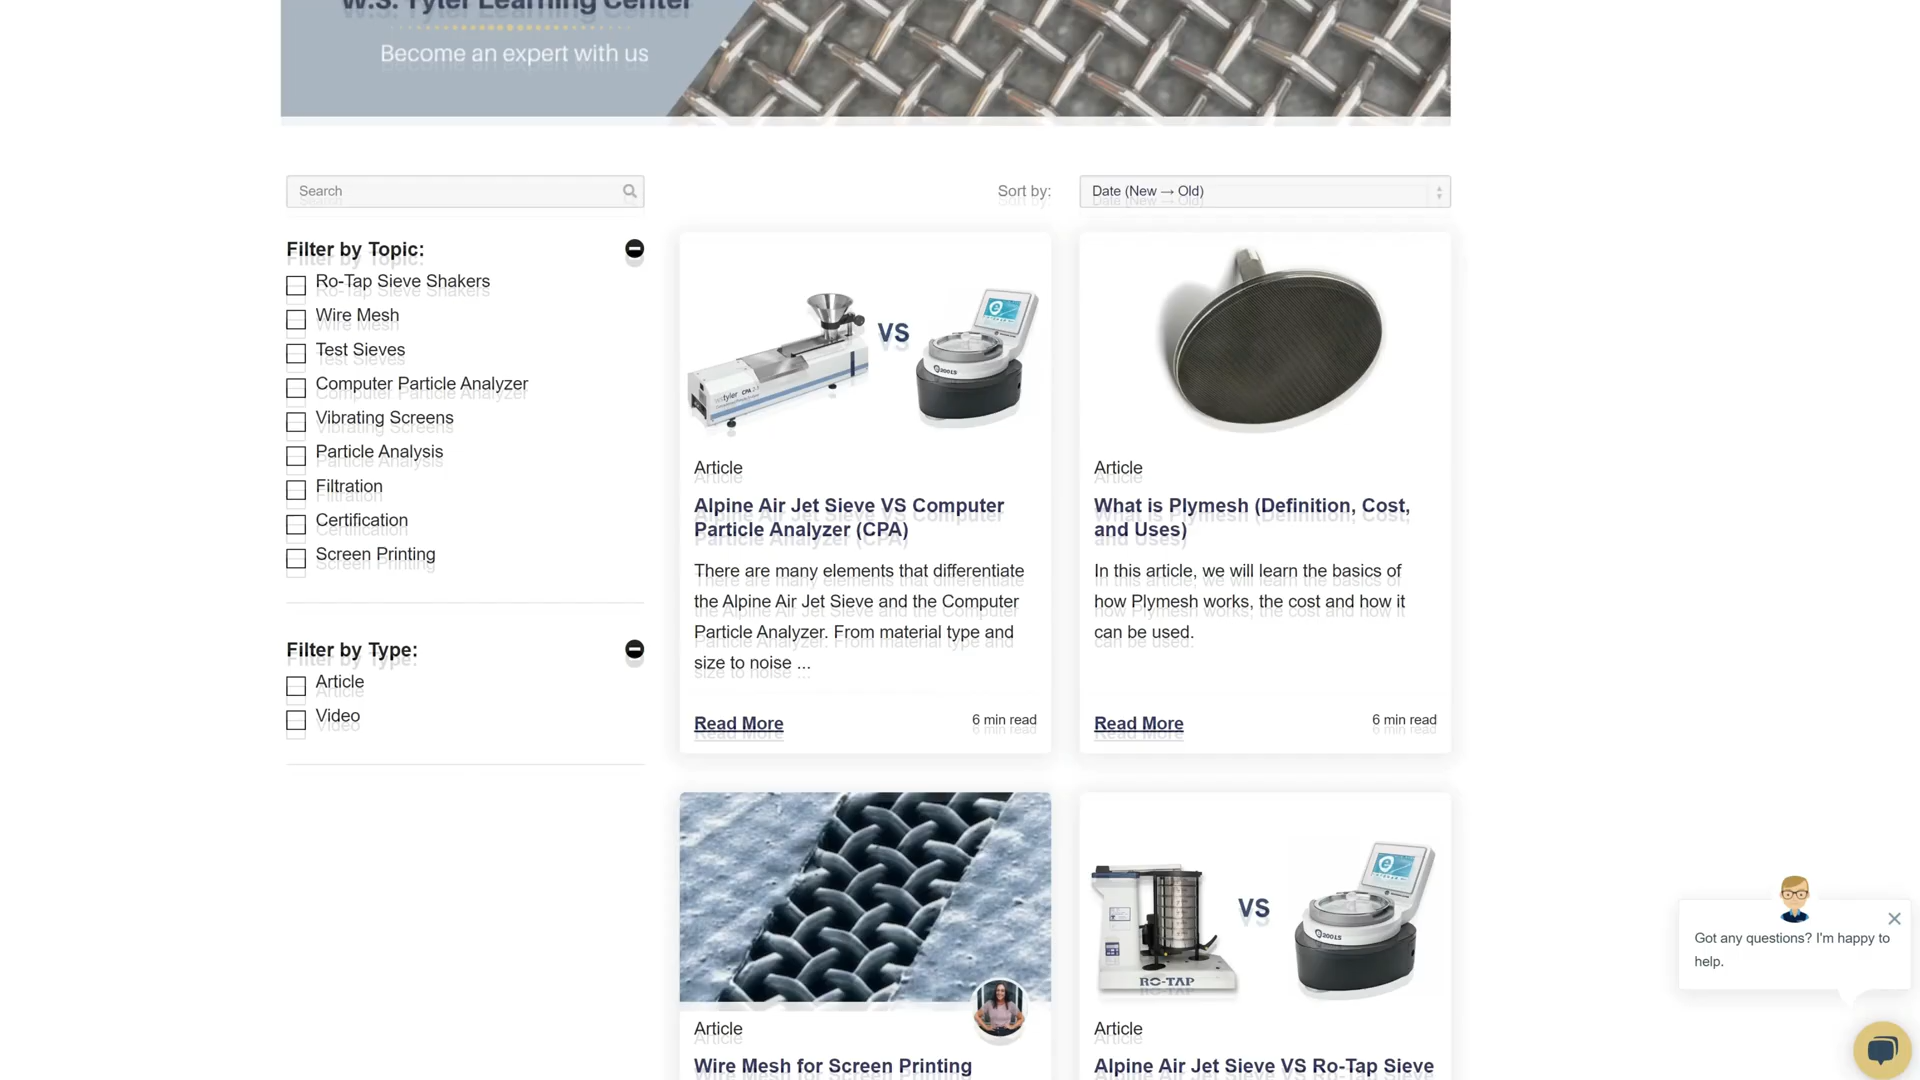 W.S. Tyler Learning Center
Become an expert with us
Search
Sort by:
Date (New → Old)
Filter by Topic:
Ro-Tap Sieve Shakers
Wire Mesh
Test Sieves
Computer Particle Analyzer
Vibrating Screens
Particle Analysis
Filtration
Certification
Screen Printing
Filter by Type:
Article
Video
VS
Article
Alpine Air Jet Sieve VS Computer
Particle Analyzer (CPA)
There are many elements that differentiate
the Alpine Air Jet Sieve and the Computer
Particle Analyzer. From material type and
size to noise ...
Read More
6 min read
Article
What is Plymesh (Definition, Cost,
and Uses)
In this article, we will learn the basics of
how Plymesh works, the cost and how it
can be used.
Read More
6 min read
Article
Wire Mesh for Screen Printing
VS
RO-TAP
Article
Alpine Air Jet Sieve VS Ro-Tap Sieve
Got any questions? I'm happy to
help.